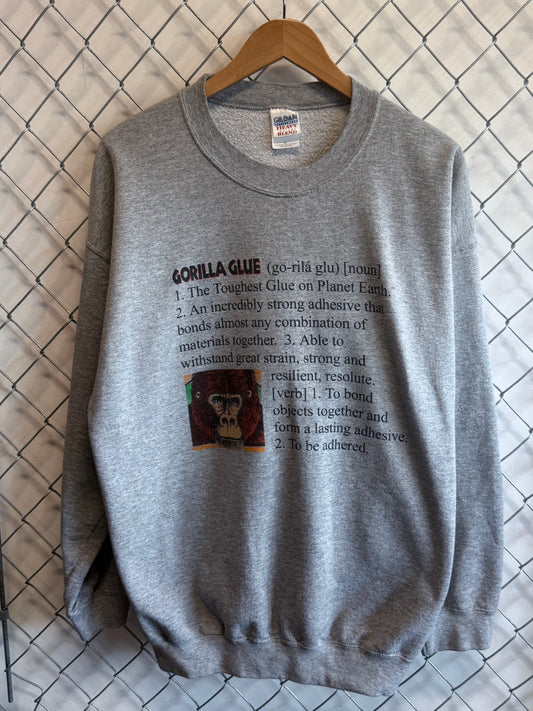 GILDAN
HEAVY
BLEND
GORILLA GLUE (go-rilá glu) [noun]
1. The Toughest Glue on Planet Earth.™
2. An incredibly strong adhesive that
bonds almost any combination of
materials together. 3. Able to
withstand great strain, strong and
resilient, resolute.
[verb] 1. To bond
objects together and
form a lasting adhesive.
2. To be adhered.